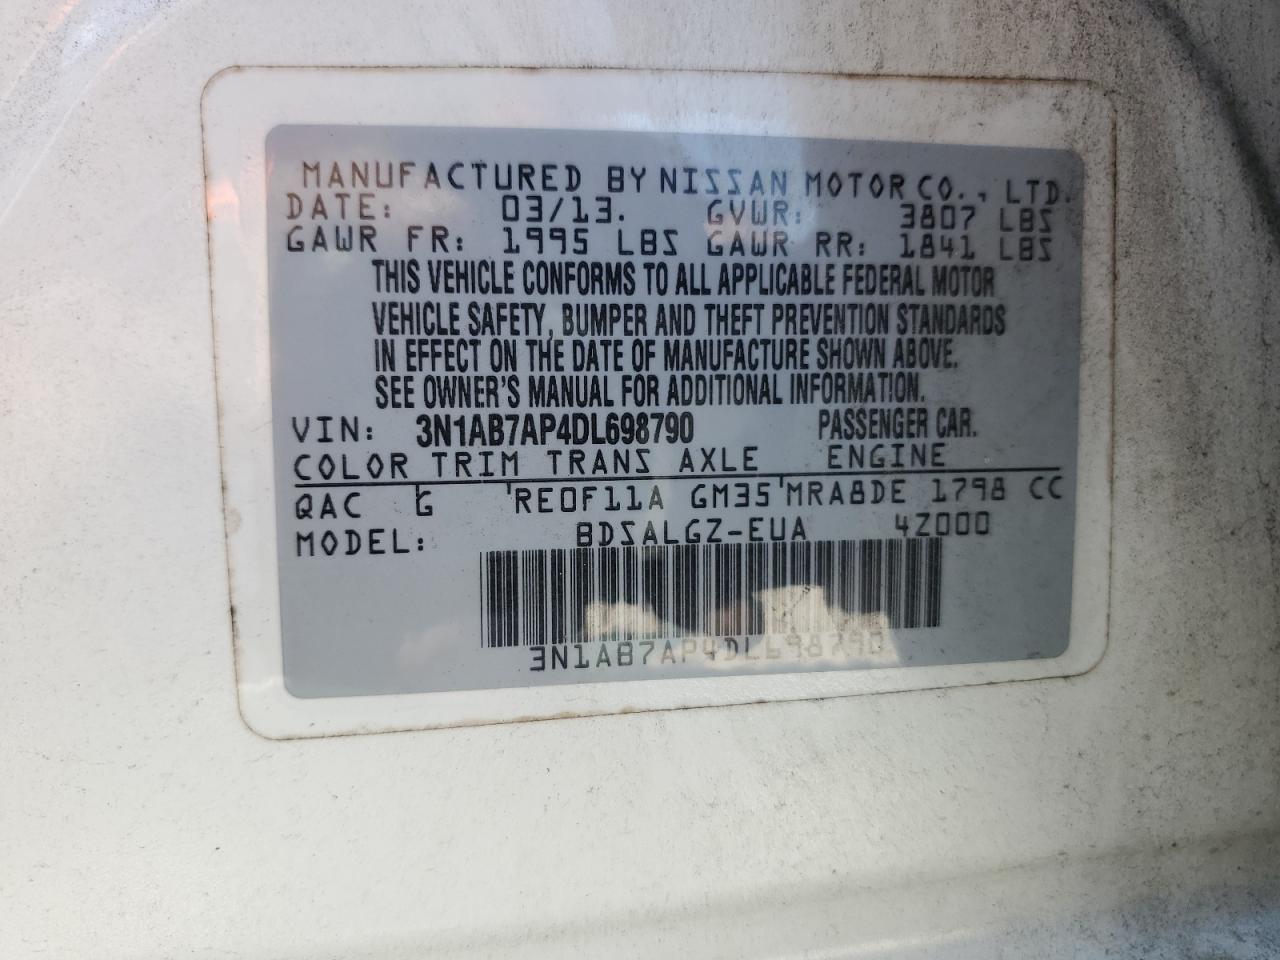 MANUFACTURED BY NISSAN MOTOR CO., LTD.
DATE: 03/13. GVWR: 3807 LBS
GAWR FR: 1995 LBS GAWR RR: 1841 LBS
THIS VEHICLE CONFORMS TO ALL APPLICABLE FEDERAL MOTOR
VEHICLE SAFETY, BUMPER AND THEFT PREVENTION STANDARDS
IN EFFECT ON THE DATE OF MANUFACTURE SHOWN ABOVE.
SEE OWNER'S MANUAL FOR ADDITIONAL INFORMATION.
VIN: 3N1AB7AP4DL698790 PASSENGER CAR.
COLOR TRIM TRANS AXLE ENGINE
QAC G RE0F11A GM35 MRA8DE 1798 CC
MODEL: BDSALGZ-EUA 4Z000
3N1AB7AP4DL698790